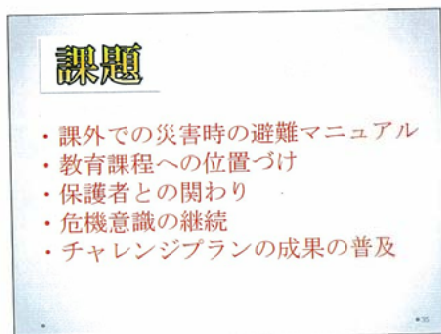 課題
・課外での災害時の避難マニュアル
・教育課程への位置づけ
・保護者との関わり
・危機意識の継続
・チャレンジプランの成果の普及
35